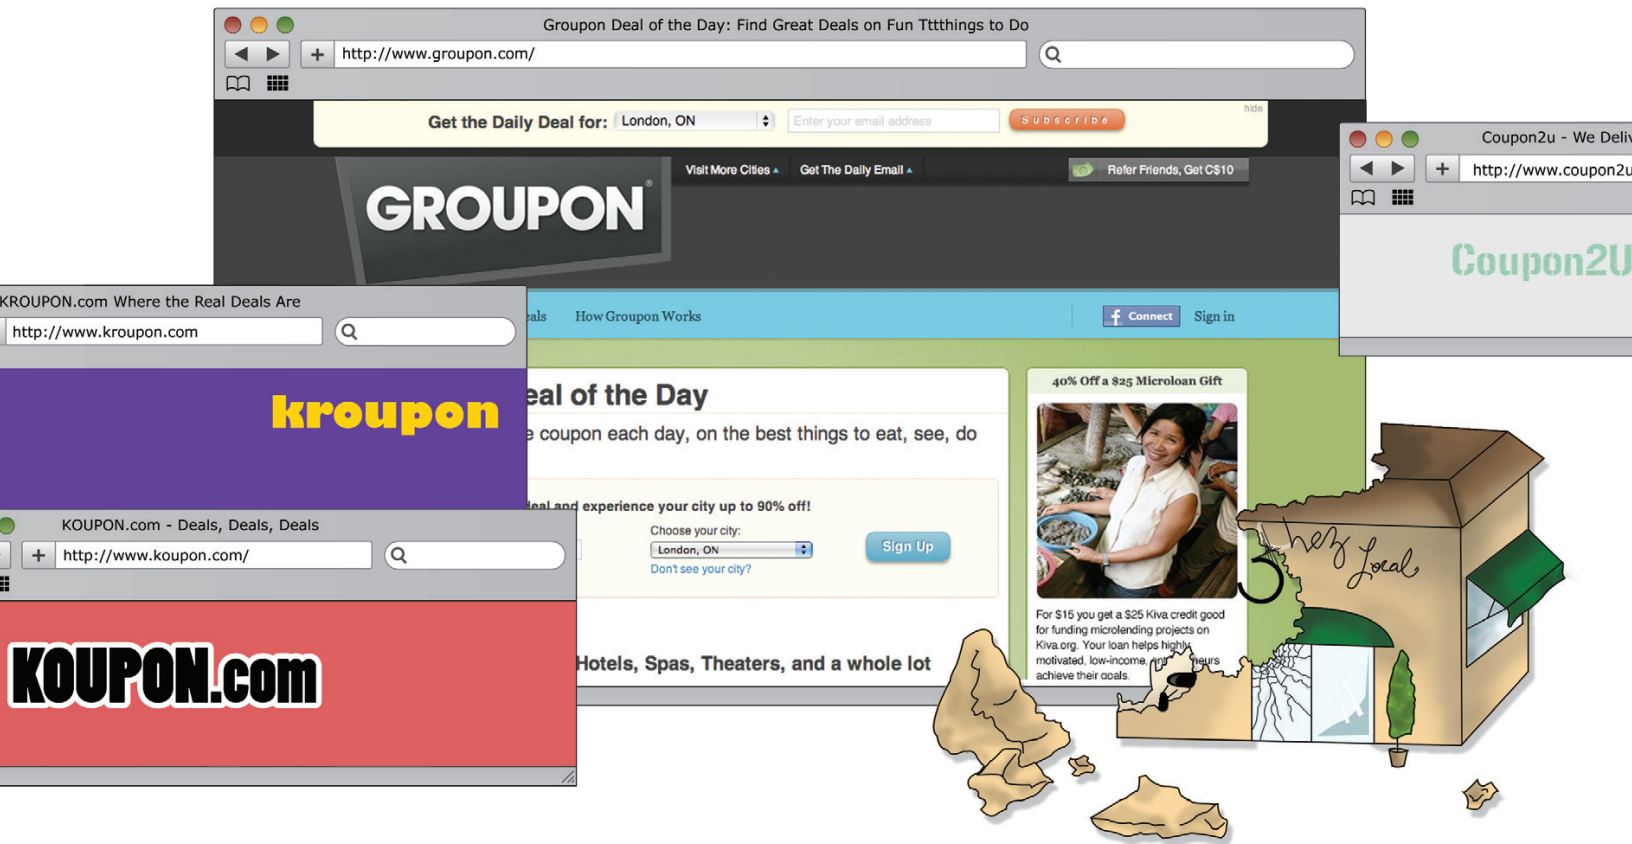 Groupon Deal of the Day: Find Great Deals on Fun Tttthings to Do
http://www.groupon.com/
hide
Get the Daily Deal for: London, ON Enter your email address Subscribe
Visit More Cities Get The Daily Email Refer Friends, Get C$10
GROUPON®
Coupon2u - We Deliv
http://www.coupon2u
Coupon2U
KROUPON.com Where the Real Deals Are
http://www.kroupon.com
kroupon
eals How Groupon Works f Connect Sign in
eal of the Day
e coupon each day, on the best things to eat, see, do
deal and experience your city up to 90% off!
Choose your city:
London, ON
Don't see your city?
Sign Up
Hotels, Spas, Theaters, and a whole lot
40% Off a $25 Microloan Gift
For $15 you get a $25 Kiva credit good
for funding microlending projects on
Kiva.org. Your loan helps highly
motivated, low-income,
achieve their goals.
KOUPON.com - Deals, Deals, Deals
http://www.koupon.com/
KOUPON.com
hez Local